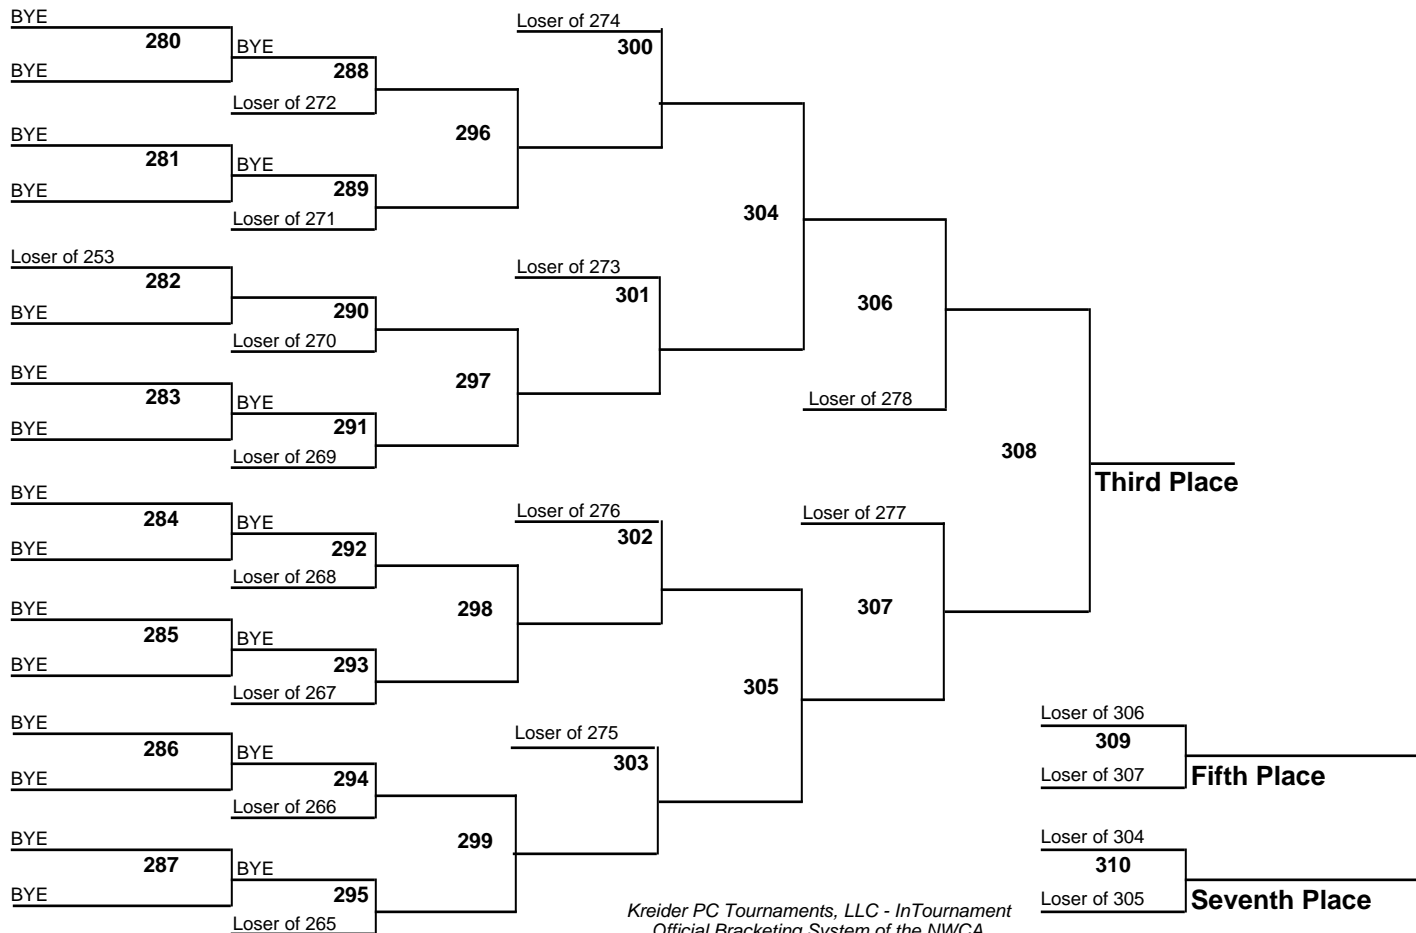 BYE
280
BYE
BYE
288
Loser of 272
BYE
281
BYE
BYE
289
Loser of 271
296
Loser of 274
300
Loser of 253
282
BYE
290
Loser of 270
BYE
283
BYE
BYE
291
Loser of 269
297
Loser of 273
301
304
306
Loser of 278
BYE
284
BYE
BYE
292
Loser of 268
BYE
285
BYE
BYE
293
Loser of 267
298
Loser of 276
302
BYE
286
BYE
BYE
294
Loser of 266
BYE
287
BYE
BYE
295
Loser of 265
299
Loser of 275
303
305
Loser of 277
307
308
Third Place
Loser of 306
309
Loser of 307
Fifth Place
Loser of 304
310
Loser of 305
Seventh Place
Kreider PC Tournaments, LLC - InTournament
Official Bracketing System of the NWCA